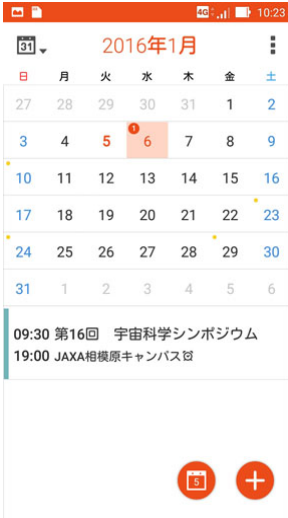 4G 10:23
31 2016年1月
日 月 火 水 木 金 土
27 28 29 30 31 1 2
3 4 5 1 6 7 8 9
10 11 12 13 14 15 16
17 18 19 20 21 22 23
24 25 26 27 28 29 30
31 1 2 3 4 5 6
09:30 第16回 宇宙科学シンポジウム
19:00 JAXA相模原キャンパス
5